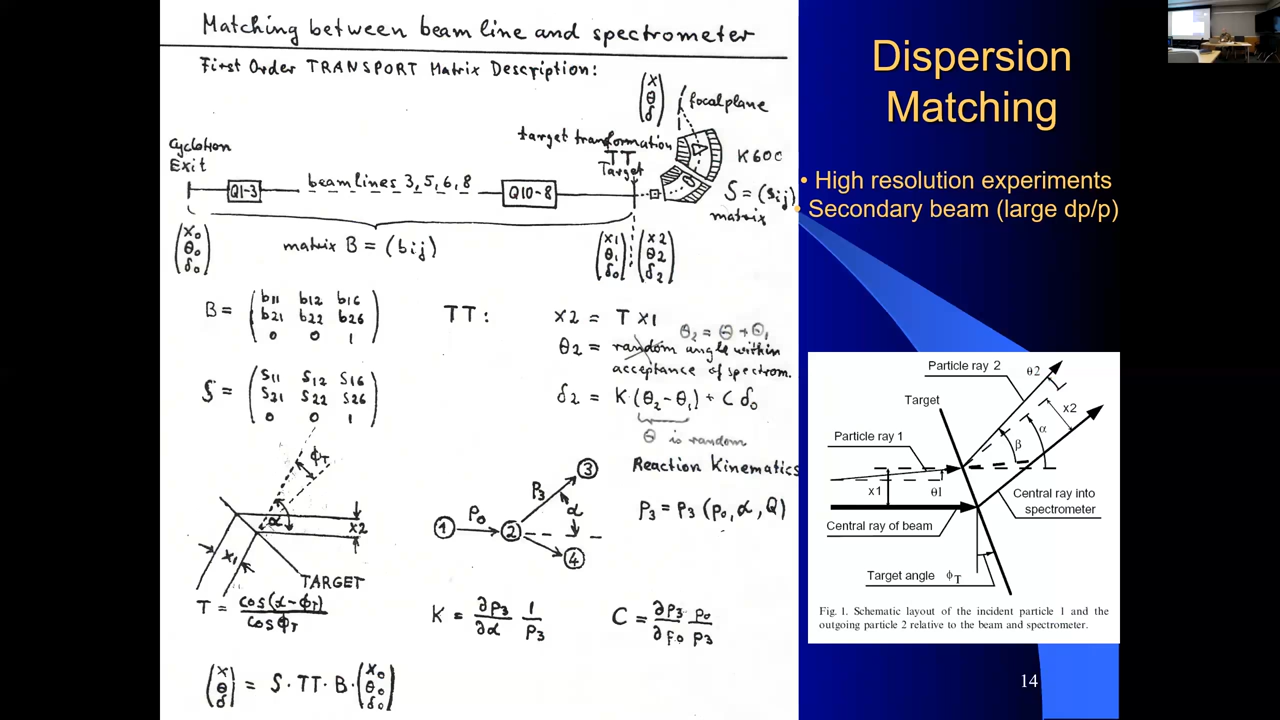 Matching between beam line and spectrometer
First Order TRANSPORT Matrix Description:
(x θ δ)
focal plane
target transformation
TT
Target
Cyclotron
Exit
Q1-3
beam lines 3, 5, 6, 8
Q10-8
K600
S = (sij)
matrix
(x0 θ0 δ0)
matrix B = (bij)
(x1 θ1 δ0)
(x2 θ2 δ2)
B = (b11 b12 b16
b21 b22 b26
0 0 1)
TT:
x2 = T x1
θ2 = Θ + θ1
θ2 = random angle within
acceptance of spectrom.
δ2 = K (θ2 - θ1) + C δ0
Θ is random
S = (S11 S12 S16
S21 S22 S26
0 0 1)
ϕT
α
x2
x1
TARGET
1
P0
2
P3
3
α
4
Reaction Kinematics
P3 = P3 (p0, α, Q)
T = cos(α-ϕT) / cosϕT
K = ∂p3/∂α 1/p3
C = ∂p3/∂p0 p0/p3
(x θ δ) = S · TT · B · (x0 θ0 δ0)
Dispersion
Matching
• High resolution experiments
• Secondary beam (large dp/p)
Particle ray 2
θ2
Target
x2
α
β
Particle ray 1
x1
θ1
Central ray into
spectrometer
Central ray of beam
Target angle ϕT
Fig. 1. Schematic layout of the incident particle 1 and the
outgoing particle 2 relative to the beam and spectrometer.
14